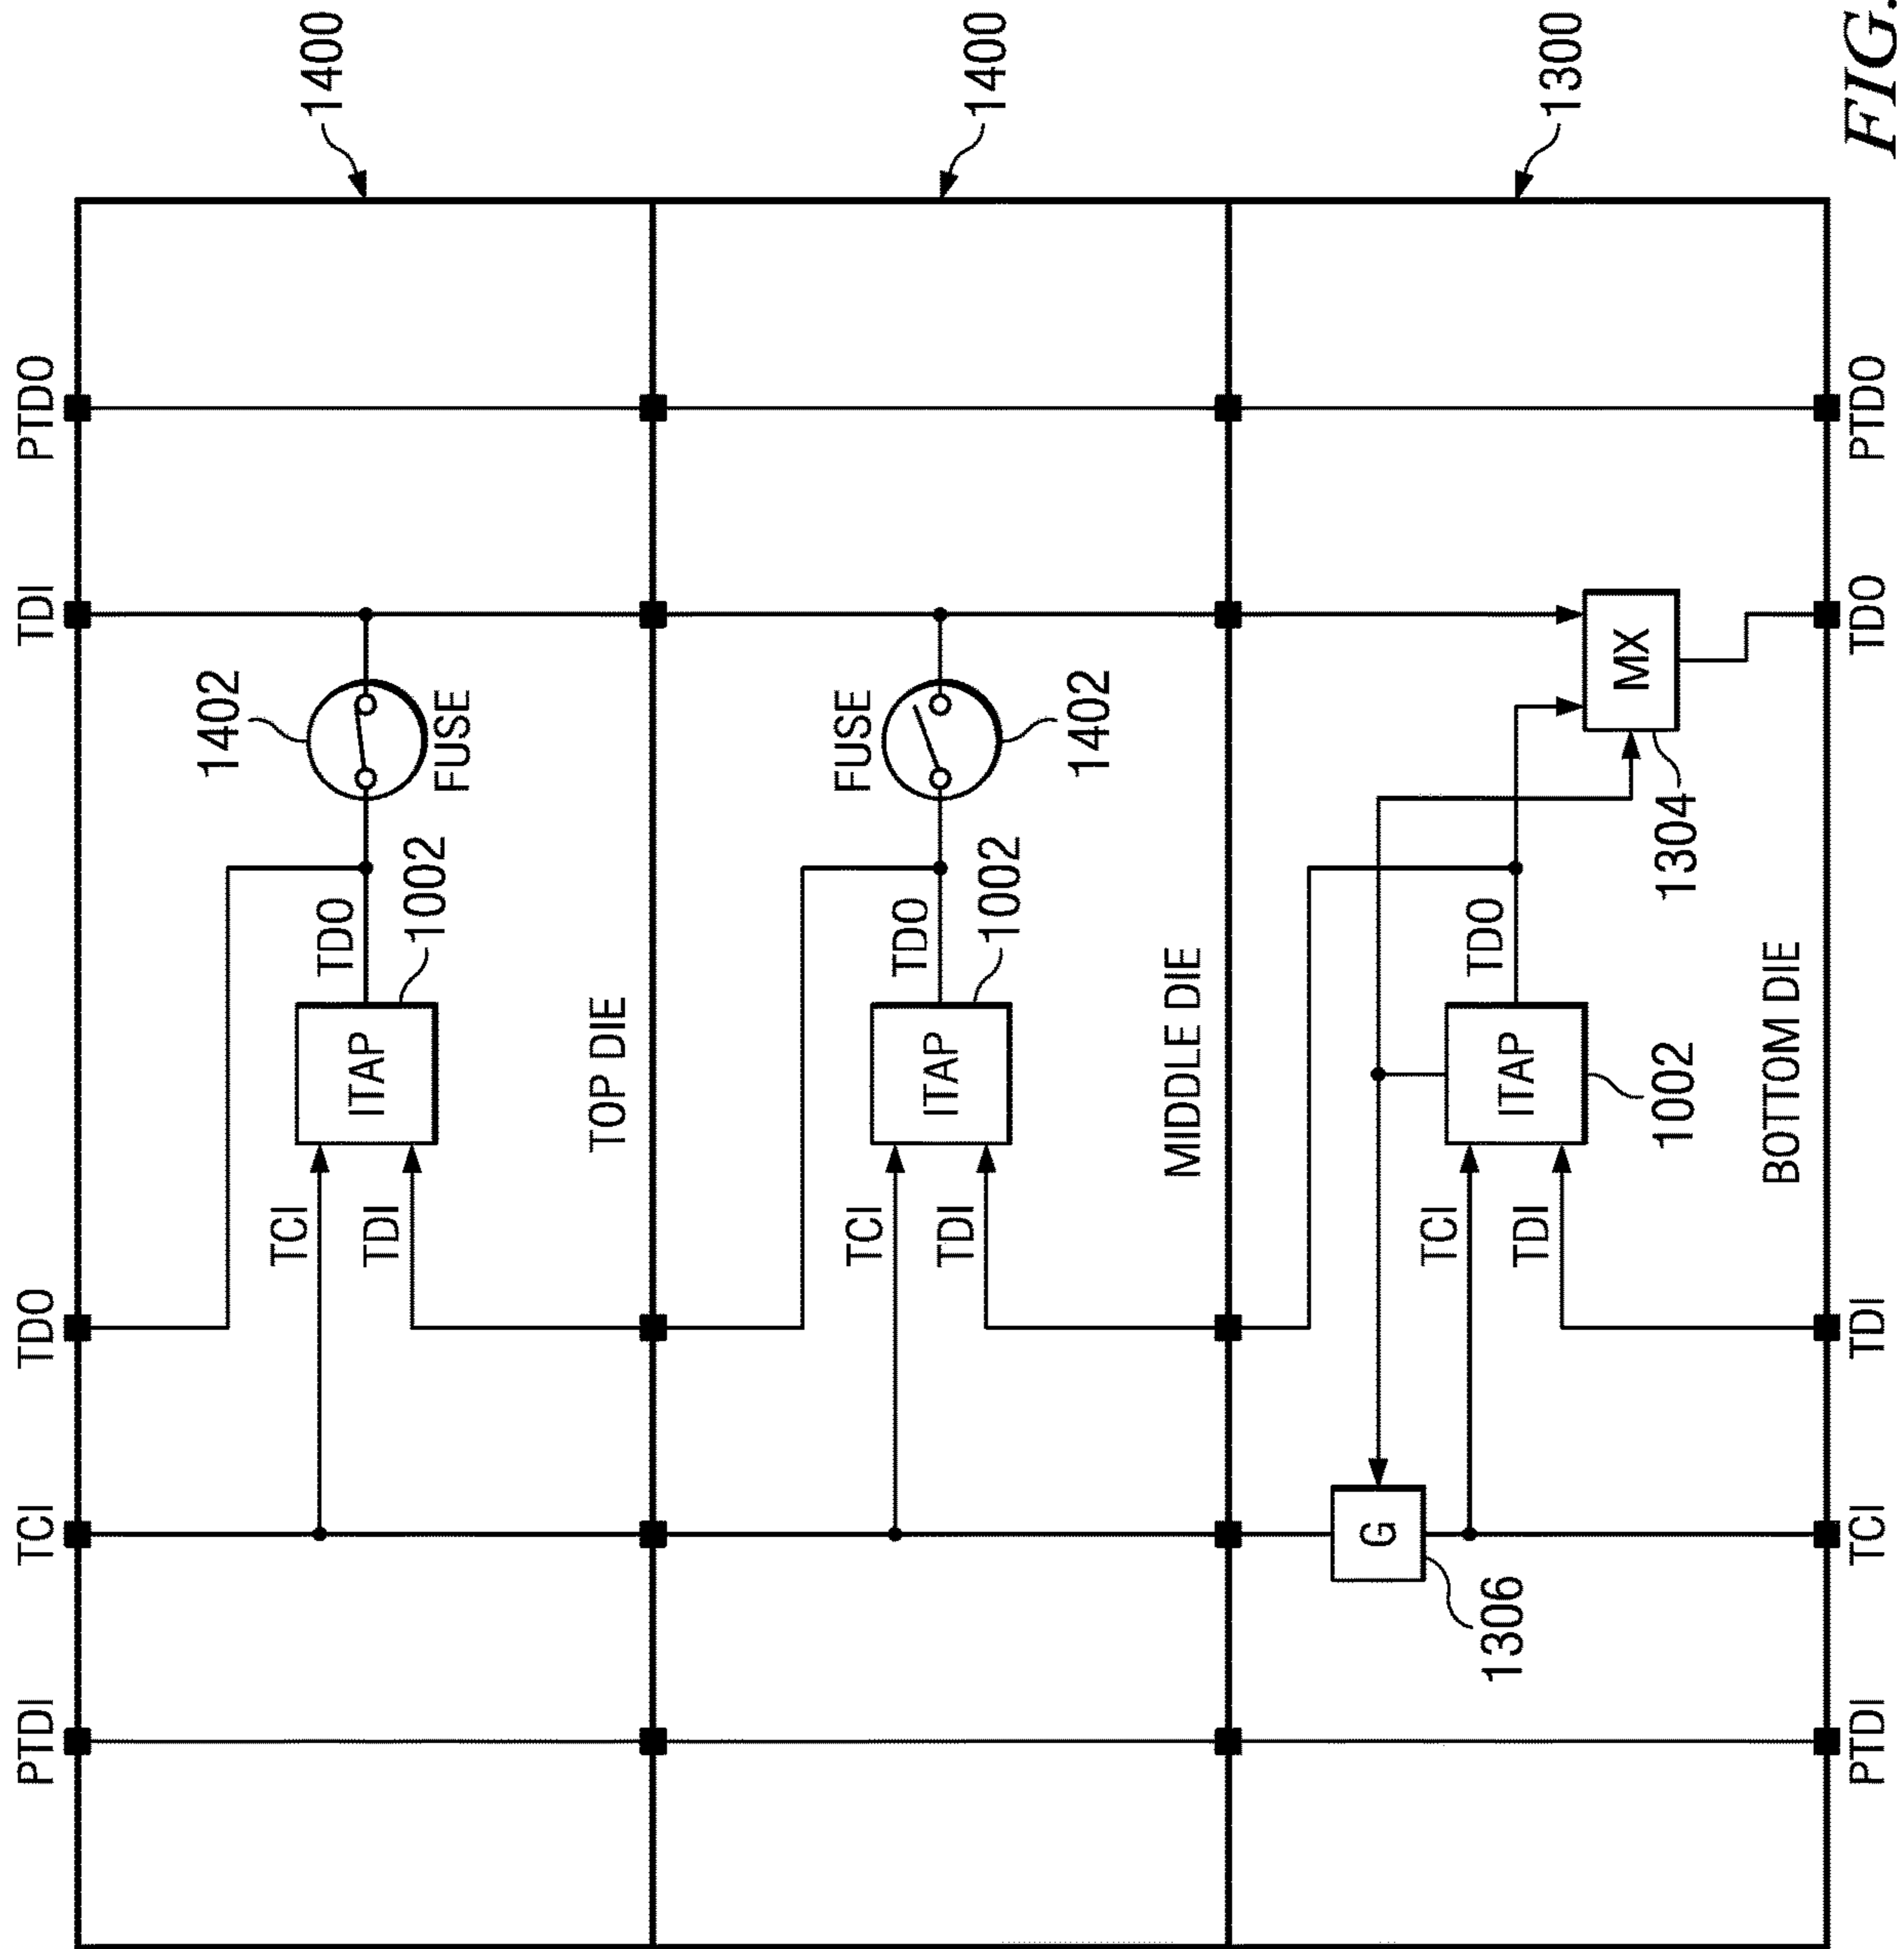 PTDI
TCI
TDO
TDI
PTDO
1402
FUSE
TCI
TDI
ITAP
TDO
1002
TOP DIE
1400
FUSE
1402
TCI
TDI
ITAP
TDO
1002
MIDDLE DIE
1400
G
1306
TCI
TDI
ITAP
1002
TDO
MX
1304
BOTTOM DIE
1300
PTDI
TCI
TDI
TDO
PTDO
FIG.